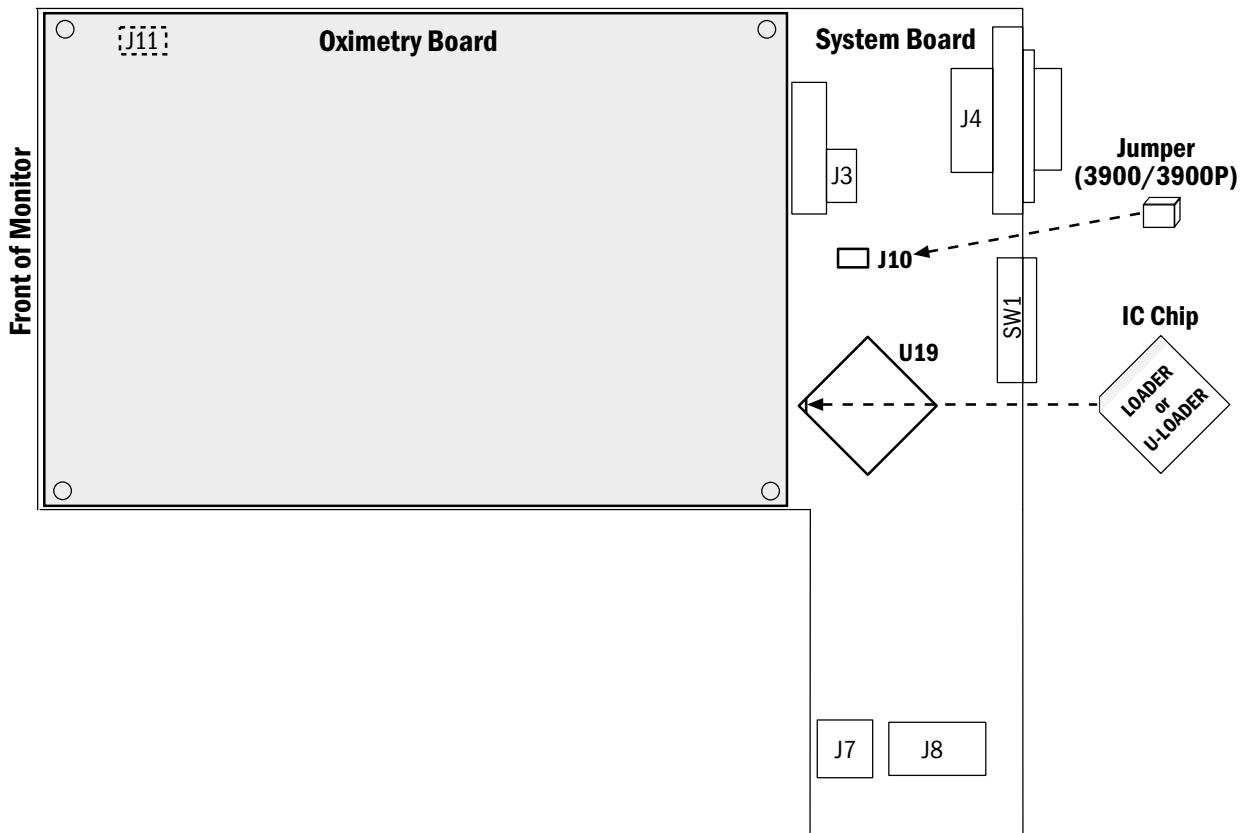 J11
Oximetry Board
System Board
J4
Jumper
(3900/3900P)
J3
Front of Monitor
J10
SW1
IC Chip
U19
LOADER
or
U-LOADER
J7
J8